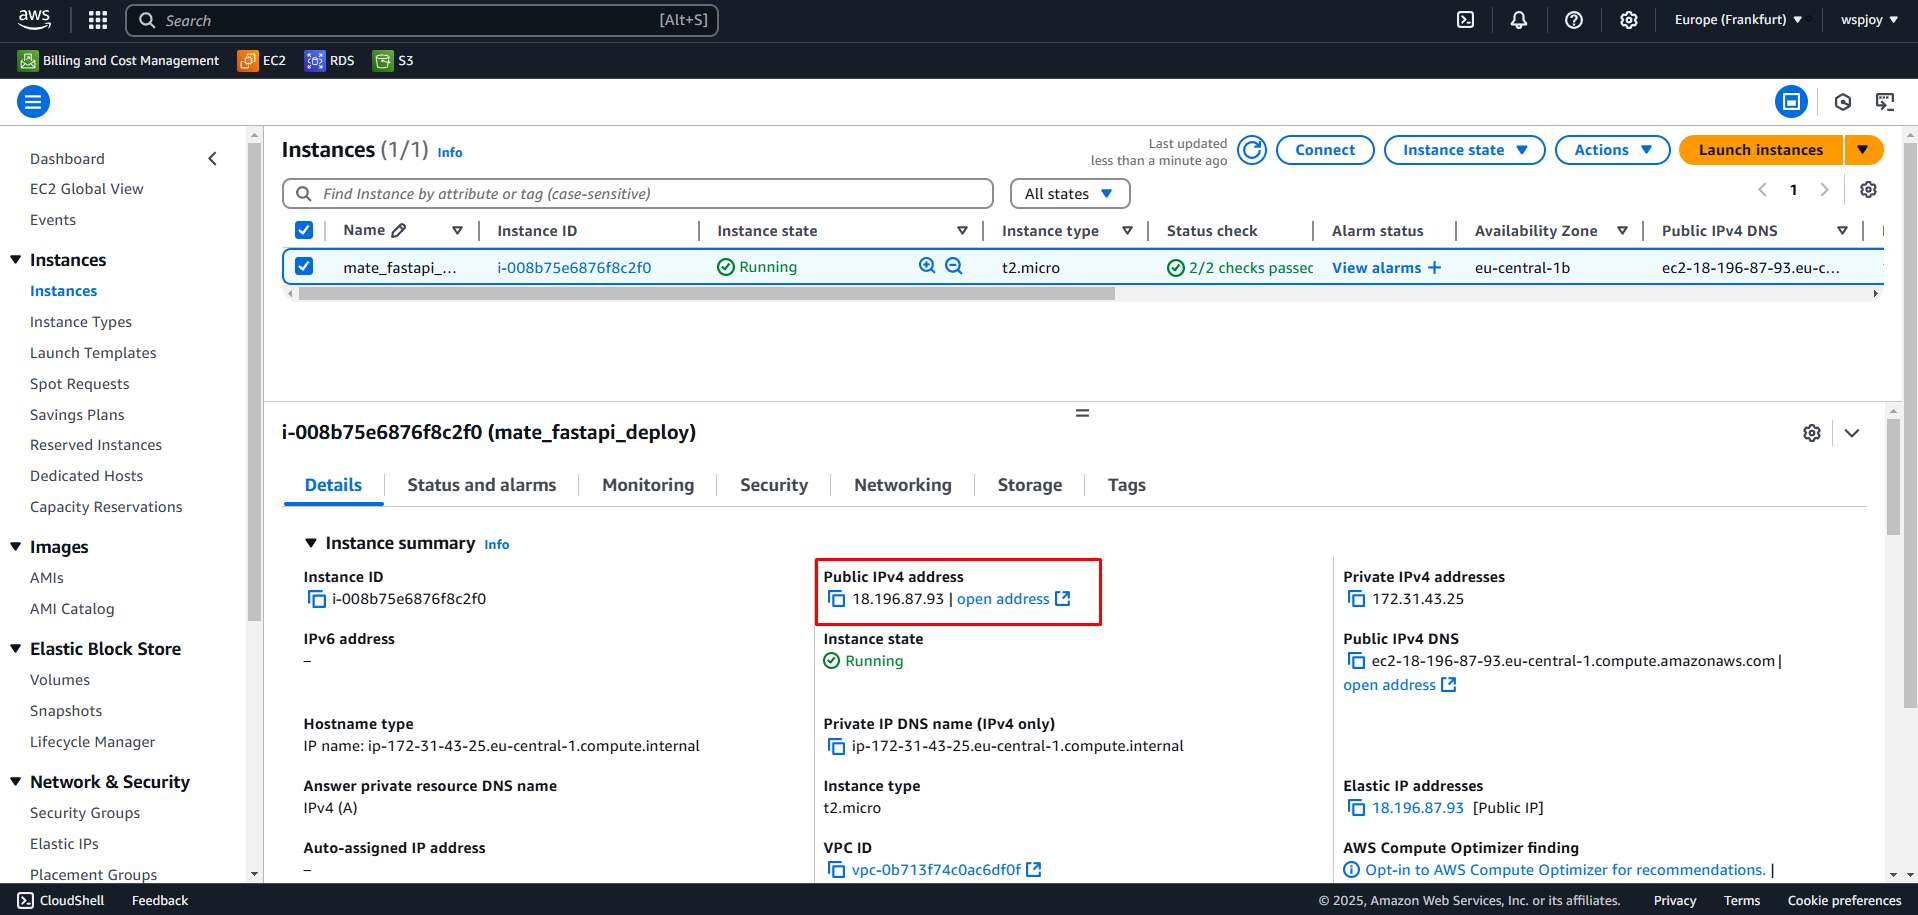 aws Search [Alt+S] Europe (Frankfurt) wspjoy
Billing and Cost Management EC2 RDS S3
Dashboard
EC2 Global View
Events
Instances
Instances
Instance Types
Launch Templates
Spot Requests
Savings Plans
Reserved Instances
Dedicated Hosts
Capacity Reservations
Images
AMIs
AMI Catalog
Elastic Block Store
Volumes
Snapshots
Lifecycle Manager
Network & Security
Security Groups
Elastic IPs
Placement Groups
Instances (1/1) Info
Last updated
less than a minute ago
Connect Instance state Actions Launch instances
Find Instance by attribute or tag (case-sensitive) All states 1
Name Instance ID Instance state Instance type Status check Alarm status Availability Zone Public IPv4 DNS
mate_fastapi_... i-008b75e6876f8c2f0 Running t2.micro 2/2 checks passed View alarms + eu-central-1b ec2-18-196-87-93.eu-c...
i-008b75e6876f8c2f0 (mate_fastapi_deploy)
Details Status and alarms Monitoring Security Networking Storage Tags
Instance summary Info
Instance ID
i-008b75e6876f8c2f0
Public IPv4 address
18.196.87.93 | open address
Private IPv4 addresses
172.31.43.25
IPv6 address
–
Instance state
Running
Public IPv4 DNS
ec2-18-196-87-93.eu-central-1.compute.amazonaws.com |
open address
Hostname type
IP name: ip-172-31-43-25.eu-central-1.compute.internal
Private IP DNS name (IPv4 only)
ip-172-31-43-25.eu-central-1.compute.internal
Answer private resource DNS name
IPv4 (A)
Instance type
t2.micro
Elastic IP addresses
18.196.87.93 [Public IP]
Auto-assigned IP address
–
VPC ID
vpc-0b713f74c0ac6df0f
AWS Compute Optimizer finding
Opt-in to AWS Compute Optimizer for recommendations. |
CloudShell Feedback © 2025, Amazon Web Services, Inc. or its affiliates. Privacy Terms Cookie preferences